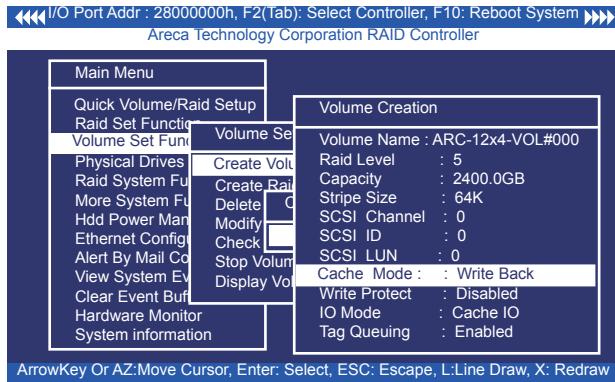 I/O Port Addr : 28000000h, F2(Tab): Select Controller, F10: Reboot System
Areca Technology Corporation RAID Controller
Main Menu
Quick Volume/Raid Setup
Raid Set Function
Volume Set Func
Physical Drives
Raid System Fu
More System Fu
Hdd Power Man
Ethernet Configu
Alert By Mail Co
View System Ev
Clear Event Buff
Hardware Monitor
System information
Volume Se
Create Volu
Create Rai
Delete
Modify
Check
Stop Volum
Display Vol
C
Volume Creation
Volume Name : ARC-12x4-VOL#000
Raid Level : 5
Capacity : 2400.0GB
Stripe Size : 64K
SCSI Channel : 0
SCSI ID : 0
SCSI LUN : 0
Cache Mode : : Write Back
Write Protect : Disabled
IO Mode : Cache IO
Tag Queuing : Enabled
ArrowKey Or AZ:Move Cursor, Enter: Select, ESC: Escape, L:Line Draw, X: Redraw